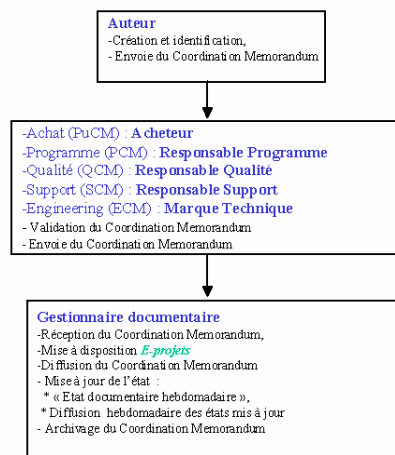 Auteur
-Création et identification,
- Envoie du Coordination Memorandum
-Achat (PuCM) : Acheteur
-Programme (PCM) : Responsable Programme
-Qualité (QCM) : Responsable Qualité
-Support (SCM) : Responsable Support
-Engineering (ECM) : Marque Technique
- Validation du Coordination Memorandum
- Envoie du Coordination Memorandum
Gestionnaire documentaire
-Réception du Coordination Memorandum,
-Mise à disposition E-projets
-Diffusion du Coordination Memorandum
- Mise à jour de l'état :
* « Etat documentaire hebdomadaire »,
* Diffusion hebdomadaire des états mis à jour
- Archivage du Coordination Memorandum